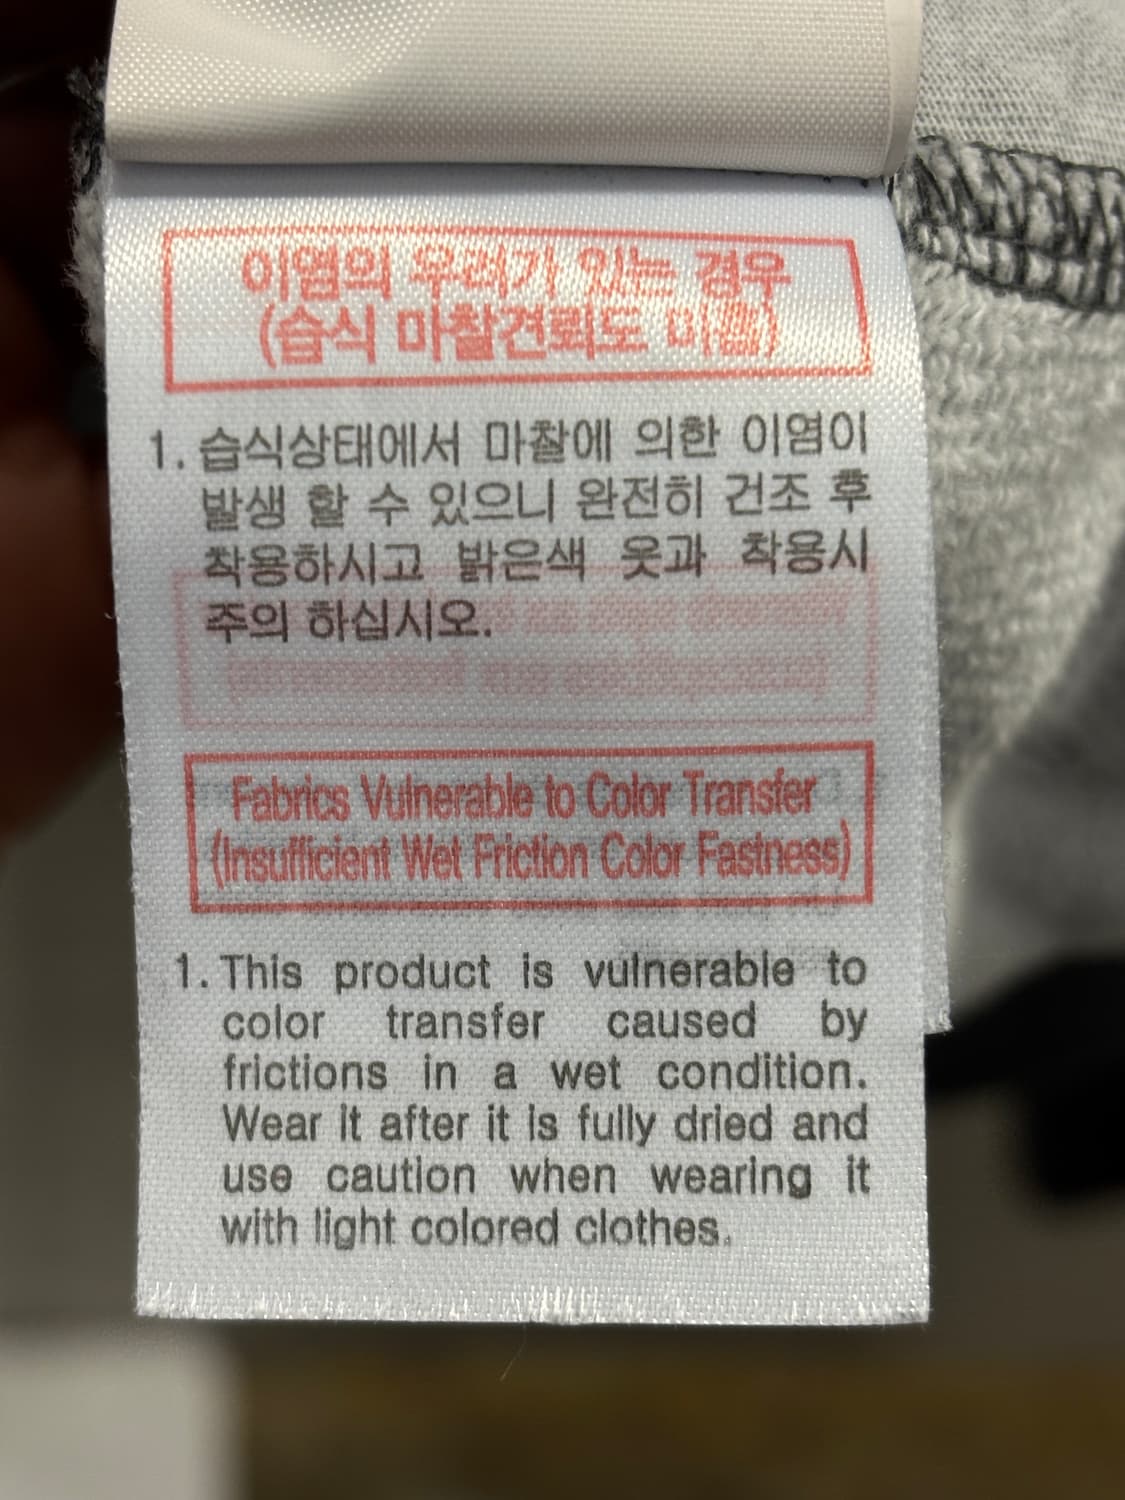 이염의 우려가 있는 경우
(습식 마찰견뢰도 미흡)
1. 습식상태에서 마찰에 의한 이염이
발생 할 수 있으니 완전히 건조 후
착용하시고 밝은색 옷과 착용시
주의 하십시오.
Fabrics Vulnerable to Color Transfer
(Insufficient Wet Friction Color Fastness)
1. This product is vulnerable to
color transfer caused by
frictions in a wet condition.
Wear it after it is fully dried and
use caution when wearing it
with light colored clothes.